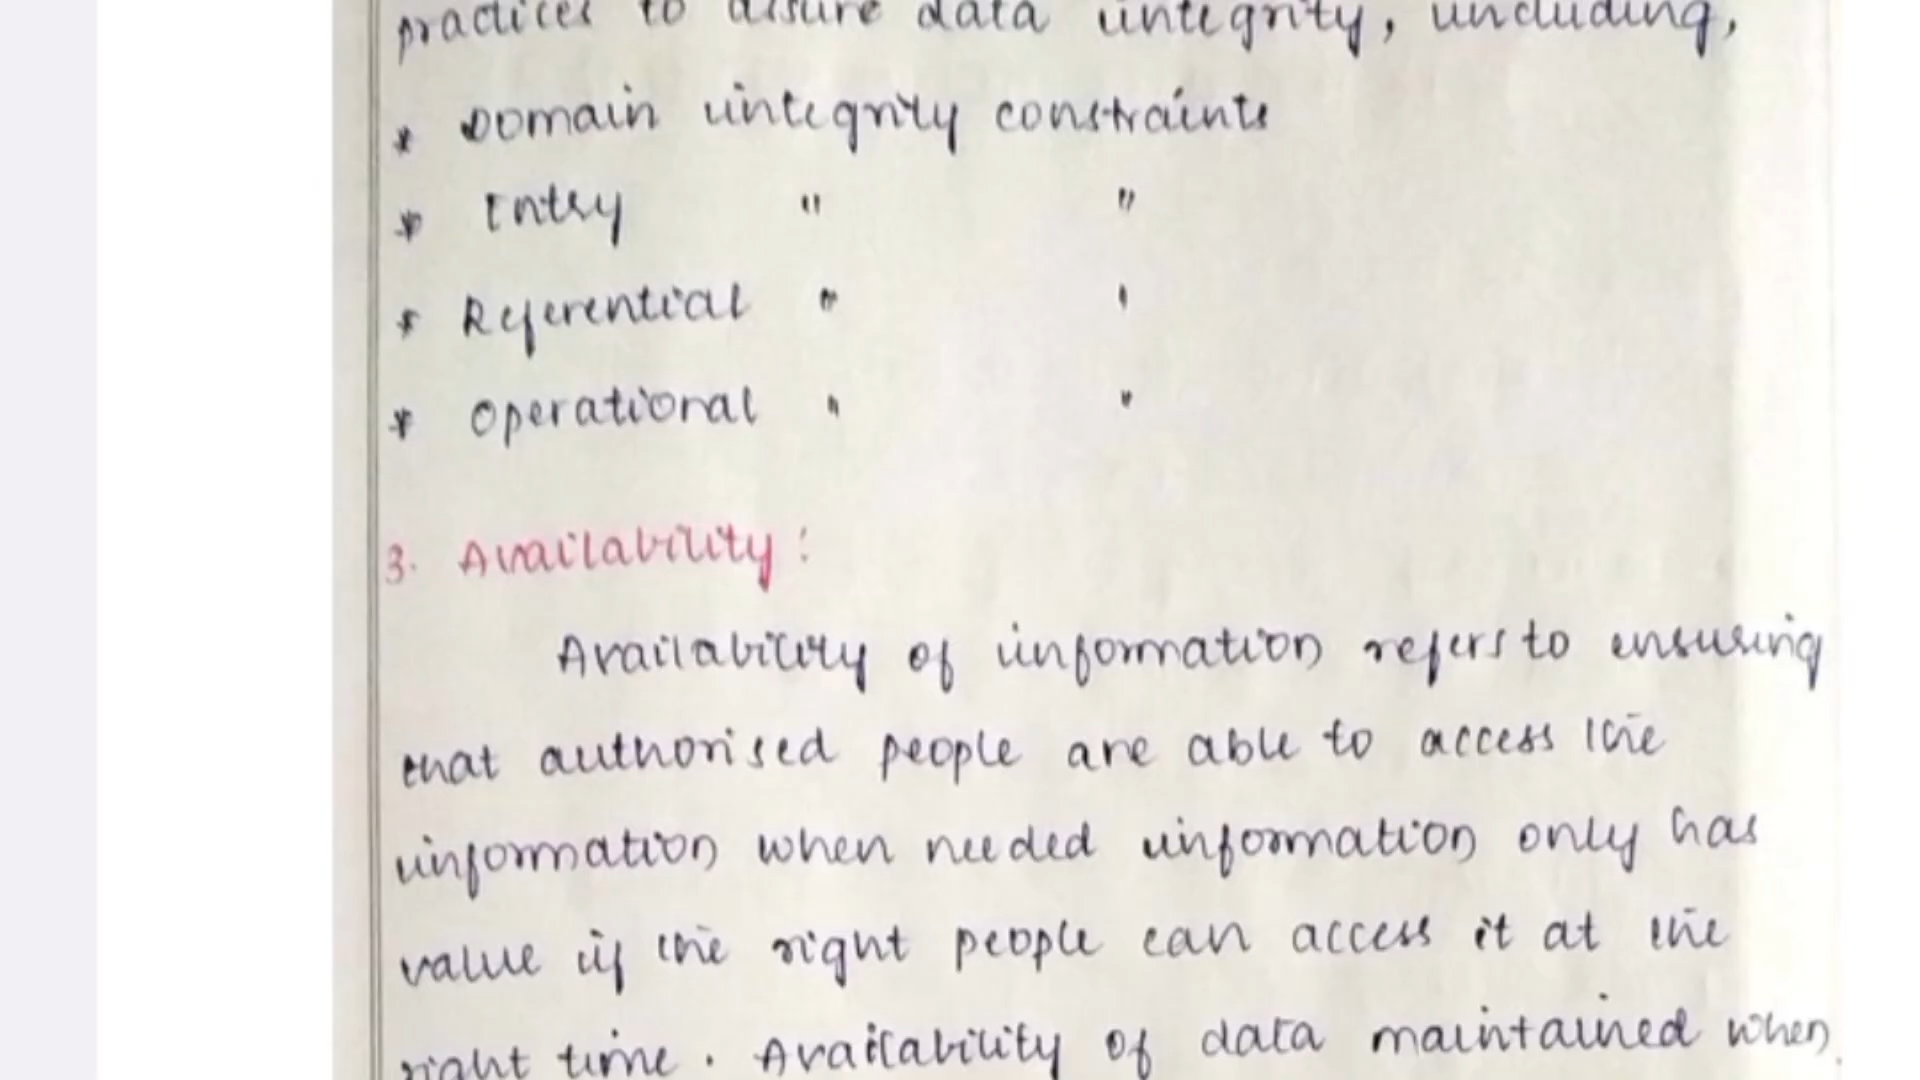 practices to assure data integrity, including,
* Domain integrity constraints
* Entry " "
* Referential " "
* Operational " "
3. Availability:
Availability of information refers to ensuring
that authorised people are able to access the
information when needed information only has
value if the right people can access it at the
right time. Availability of data maintained when